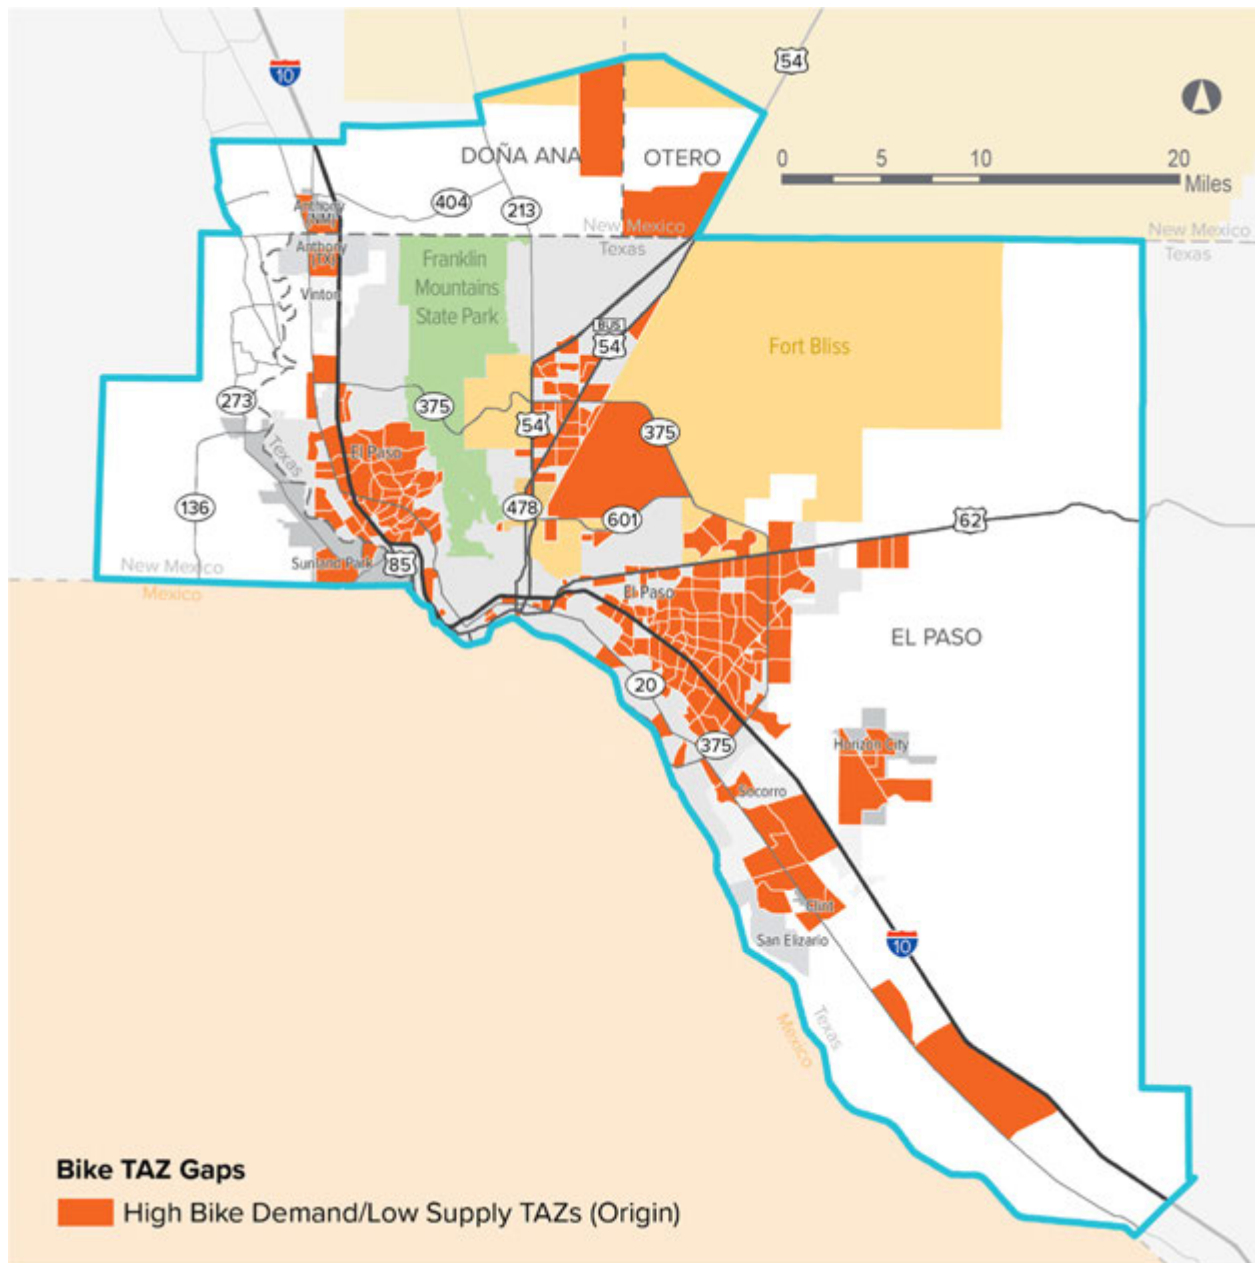 10
54
0 5 10 20
Miles
DOÑA ANA
OTERO
404
213
Anthony
(NM)
New Mexico
Texas
New Mexico
Texas
Anthony
(TX)
Vinton
Franklin
Mountains
State Park
BUS
54
Fort Bliss
273
375
54
375
Texas
El Paso
136
478
601
62
New Mexico
Mexico
Sunland Park
85
El Paso
EL PASO
20
375
Horizon City
Socorro
Clint
San Elizario
10
Mexico
Texas
Bike TAZ Gaps
High Bike Demand/Low Supply TAZs (Origin)